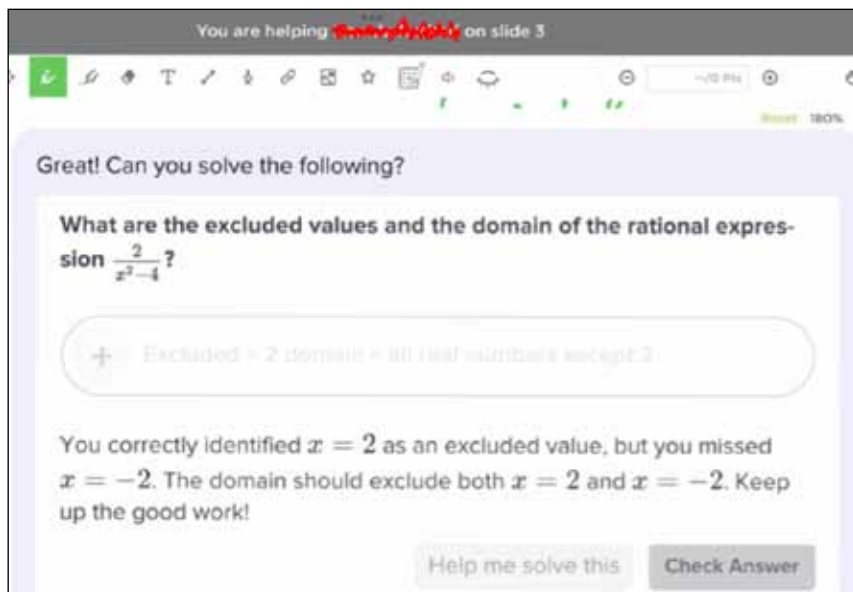 You are helping on slide 3
T
180%
Great! Can you solve the following?
What are the excluded values and the domain of the rational expres-
sion 2/(x²−4)?
Excluded = 2 domain = all real numbers except 2
You correctly identified x = 2 as an excluded value, but you missed
x = −2. The domain should exclude both x = 2 and x = −2. Keep
up the good work!
Help me solve this
Check Answer